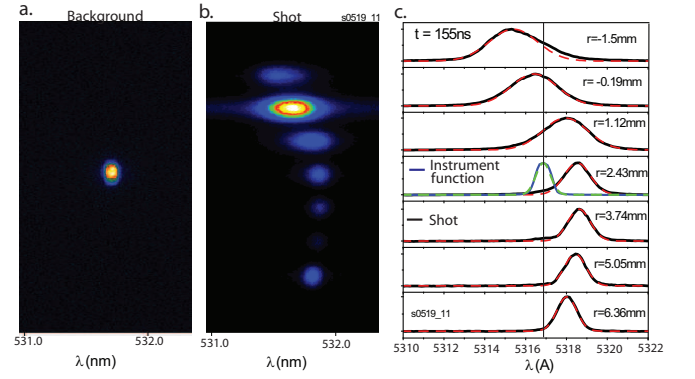 a.
Background
531.0
532.0
λ(nm)
b.
Shot
s0519_11
531.0
532.0
λ(nm)
c.
t = 155ns
r=-1.5mm
r= -0.19mm
r=1.12mm
Instrument
function
r=2.43mm
Shot
r=3.74mm
r=5.05mm
s0519_11
r=6.36mm
5310
5312
5314
5316
5318
5320
5322
λ(A)